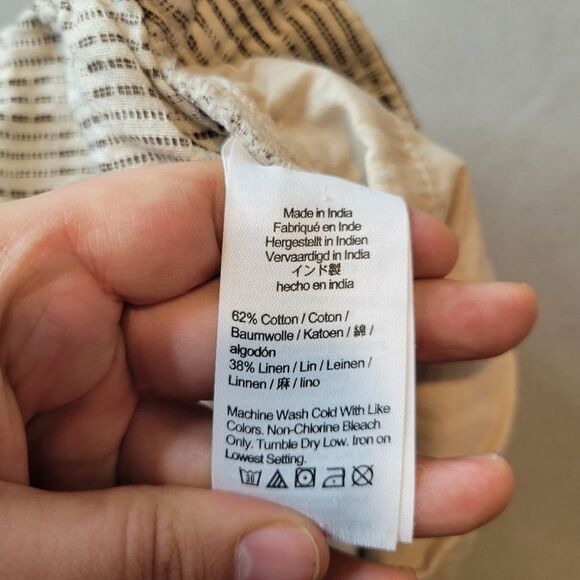 Made in India
Fabriqué en Inde
Hergestellt in Indien
Vervaardigd in India
インド製
hecho en india
62% Cotton / Coton /
Baumwolle / Katoen / 綿 /
algodón
38% Linen / Lin / Leinen /
Linnen / 麻 / lino
Machine Wash Cold With Like
Colors. Non-Chlorine Bleach
Only. Tumble Dry Low. Iron on
Lowest Setting.
30